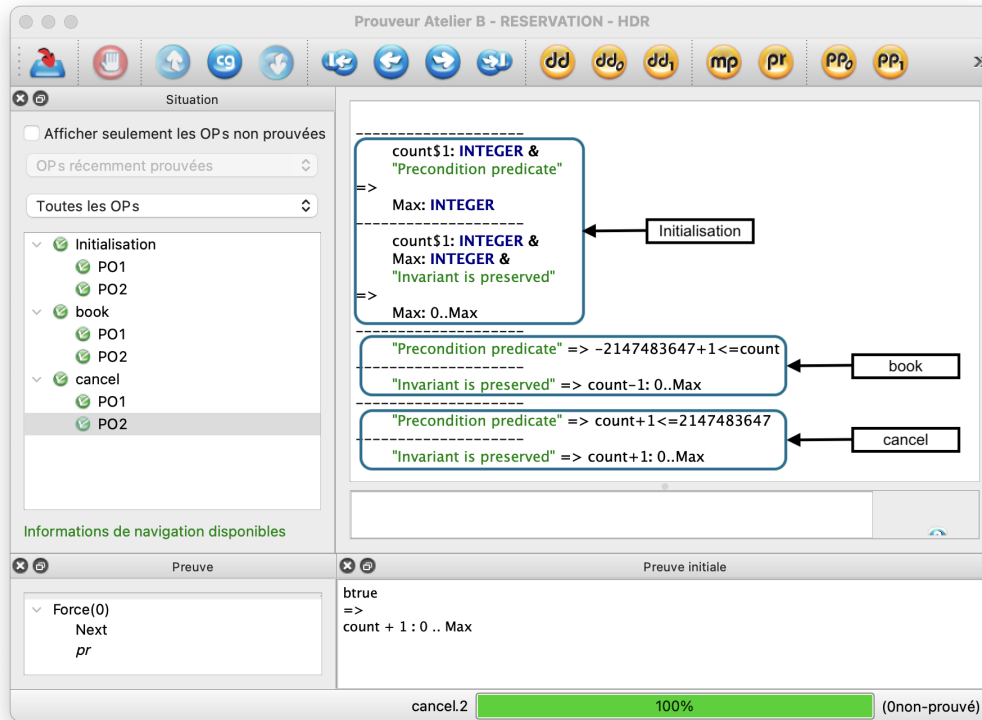 Prouveur Atelier B - RESERVATION - HDR
cg
dd
dd0
dd1
mp
pr
PP0
PP1
»
Situation
Afficher seulement les OPs non prouvées
OPs récemment prouvées
Toutes les OPs
Initialisation
PO1
PO2
book
PO1
PO2
cancel
PO1
PO2
Informations de navigation disponibles
--------------------
count$1: INTEGER &
"Precondition predicate"
=>
Max: INTEGER
--------------------
count$1: INTEGER &
Max: INTEGER &
"Invariant is preserved"
=>
Max: 0..Max
--------------------
"Precondition predicate" => -2147483647+1<=count
--------------------
"Invariant is preserved" => count-1: 0..Max
--------------------
"Precondition predicate" => count+1<=2147483647
--------------------
"Invariant is preserved" => count+1: 0..Max
Initialisation
book
cancel
Preuve
Force(0)
Next
pr
Preuve initiale
btrue
=>
count + 1 : 0 .. Max
cancel.2
100%
(0non-prouvé)